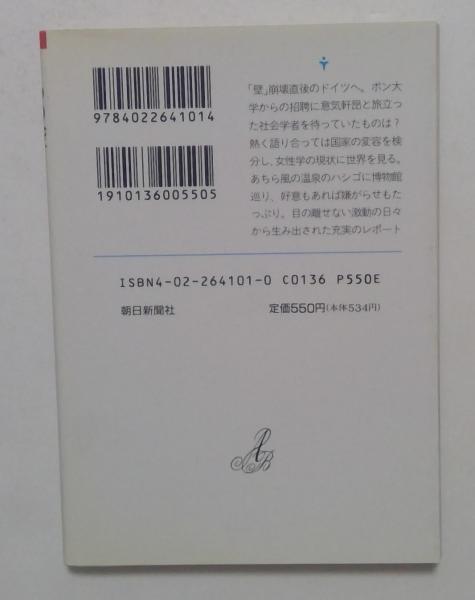 9784022641014
1910136005505
「壁」崩壊直後のドイツへ。ボン大
学からの招聘に意気軒昂と旅立っ
た社会学者を待っていたものは？
熱く語り合っては国家の変容を検
分し、女性学の現状に世界を見る。
あちら風の温泉のハシゴに博物館
巡り、好意もあれば嫌がらせもた
っぷり。目の離せない激動の日々
から生み出された充実のレポート
ISBN4-02-264101-0 C0136 P550E
朝日新聞社 定価550円(本体534円)